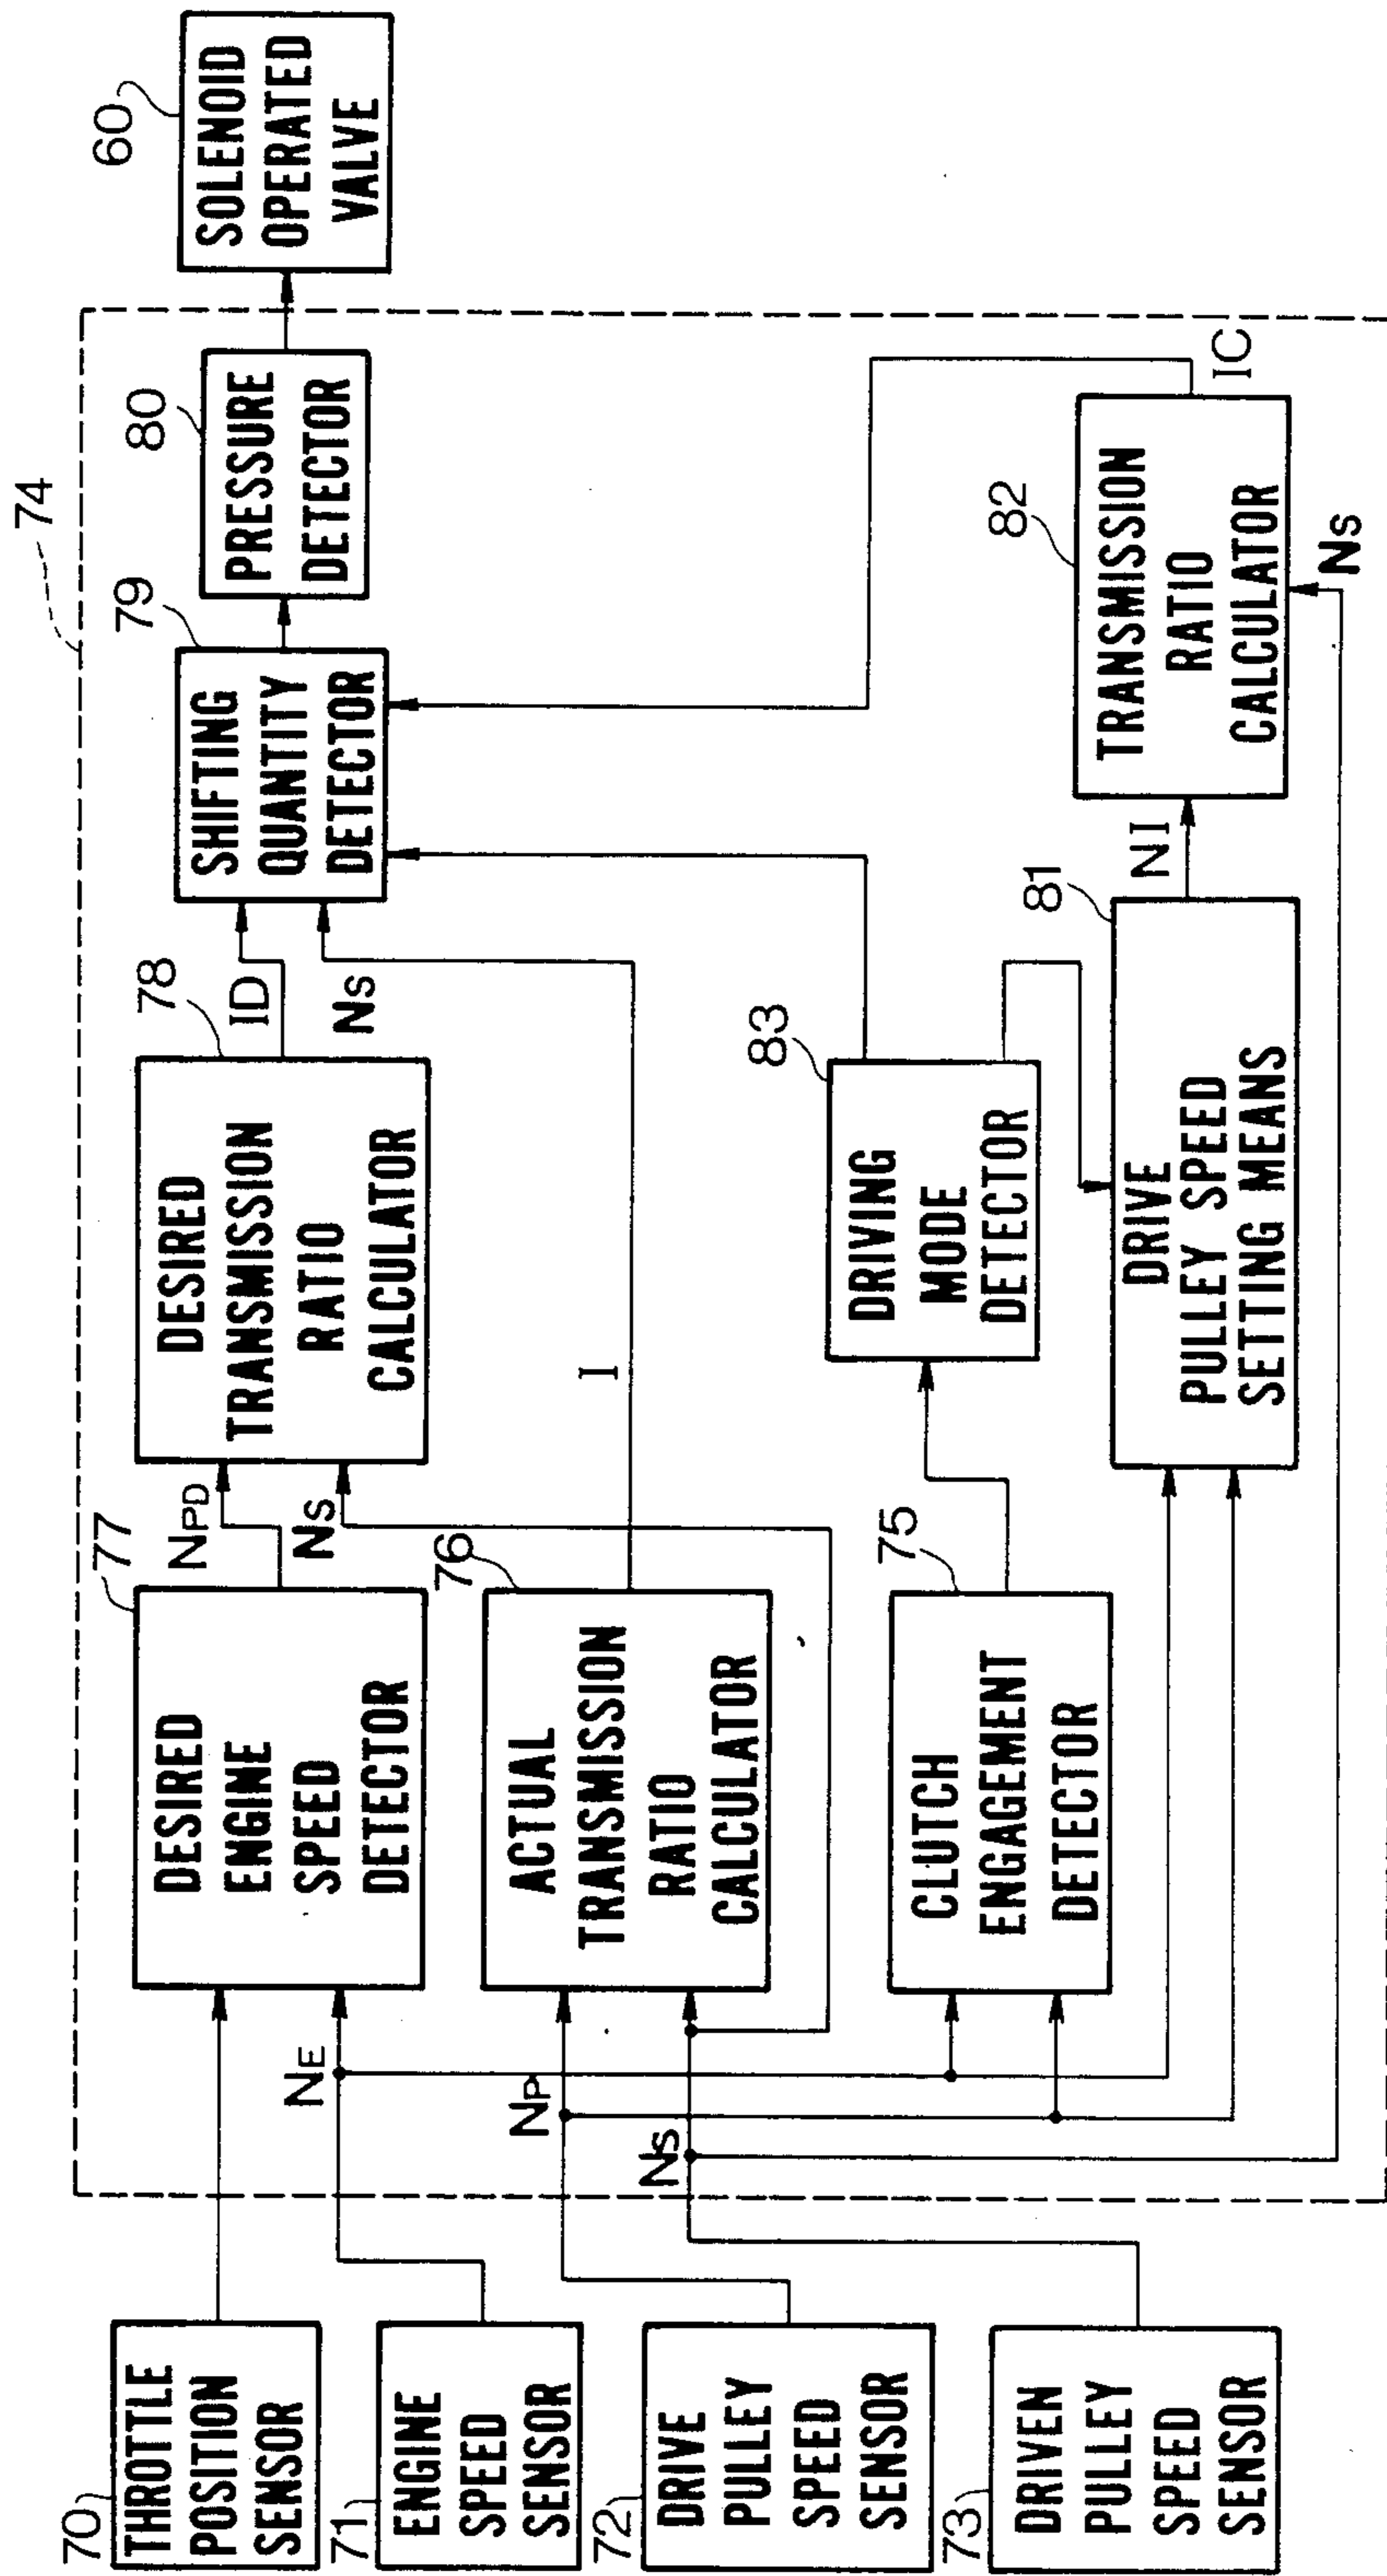 70
THROTTLE
POSITION
SENSOR
71
ENGINE
SPEED
SENSOR
72
DRIVE
PULLEY
SPEED
SENSOR
73
DRIVEN
PULLEY
SPEED
SENSOR
74
NE
NP
NS
77
DESIRED
ENGINE
SPEED
DETECTOR
76
ACTUAL
TRANSMISSION
RATIO
CALCULATOR
75
CLUTCH
ENGAGEMENT
DETECTOR
NPD
NS
I
78
DESIRED
TRANSMISSION
RATIO
CALCULATOR
83
DRIVING
MODE
DETECTOR
81
DRIVE
PULLEY SPEED
SETTING MEANS
ID
NS
NI
79
SHIFTING
QUANTITY
DETECTOR
82
TRANSMISSION
RATIO
CALCULATOR
NS
IC
80
PRESSURE
DETECTOR
60
SOLENOID
OPERATED
VALVE